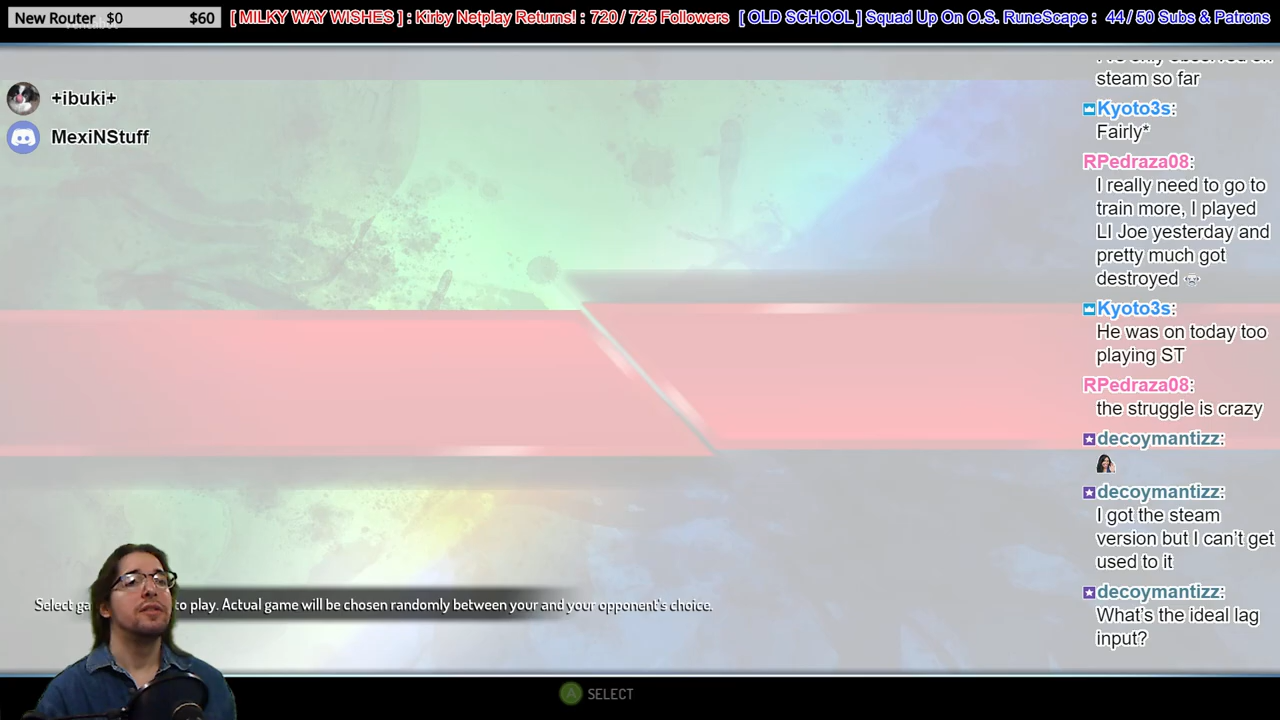 New Router $0 $60
[ MILKY WAY WISHES ] : Kirby Netplay Returns! : 720 / 725 Followers [ OLD SCHOOL ] Squad Up On O.S. RuneScape : 44 / 50 Subs & Patrons
+ibuki+
MexiNStuff
steam so far
Kyoto3s:
Fairly*
RPedraza08:
I really need to go to
train more, I played
LI Joe yesterday and
pretty much got
destroyed
Kyoto3s:
He was on today too
playing ST
RPedraza08:
the struggle is crazy
decoymantizz:
decoymantizz:
I got the steam
version but I can't get
used to it
decoymantizz:
What's the ideal lag
input?
Select to play. Actual game will be chosen randomly between your and your opponent's choice.
A SELECT